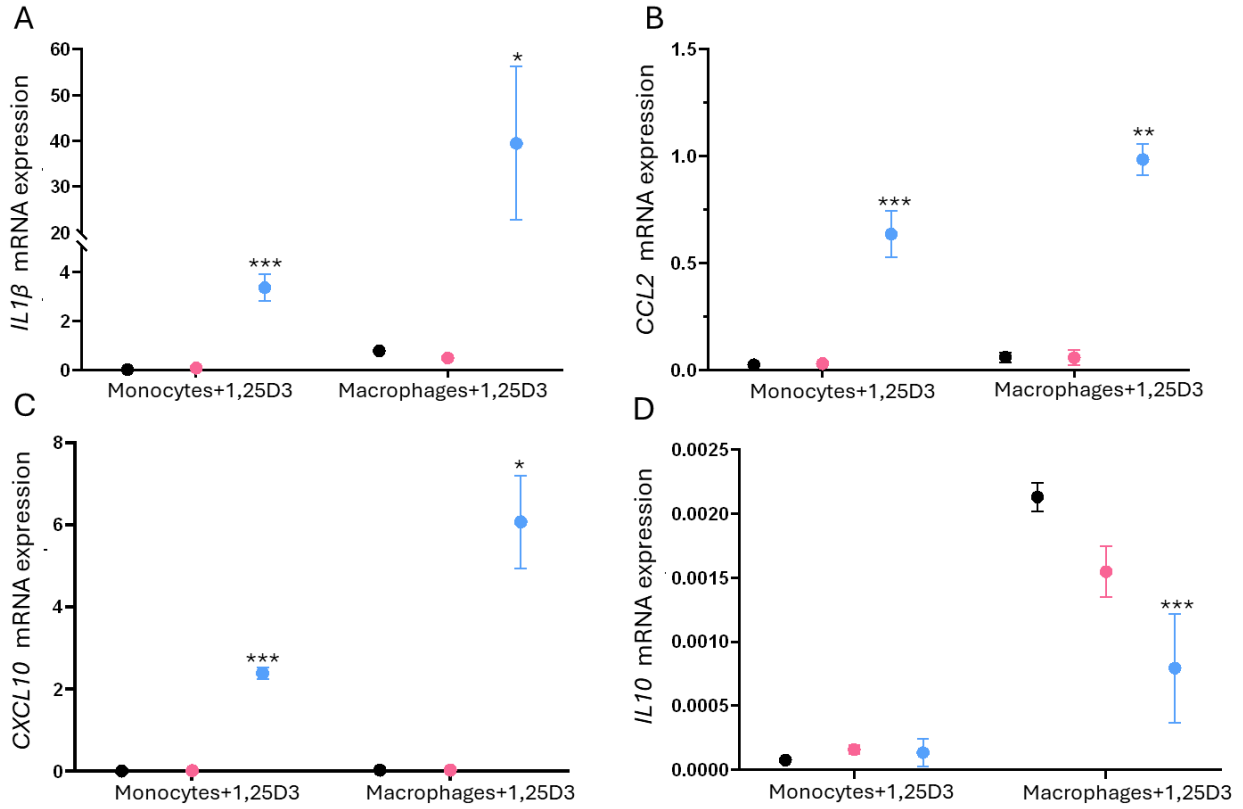 A
IL1β mRNA expression
60
50
40
30
20
4
2
0
***
*
Monocytes+1,25D3
Macrophages+1,25D3
B
CCL2 mRNA expression
1.5
1.0
0.5
0.0
***
**
Monocytes+1,25D3
Macrophages+1,25D3
C
CXCL10 mRNA expression
8
6
4
2
0
***
*
Monocytes+1,25D3
Macrophages+1,25D3
D
IL10 mRNA expression
0.0025
0.0020
0.0015
0.0010
0.0005
0.0000
***
Monocytes+1,25D3
Macrophages+1,25D3